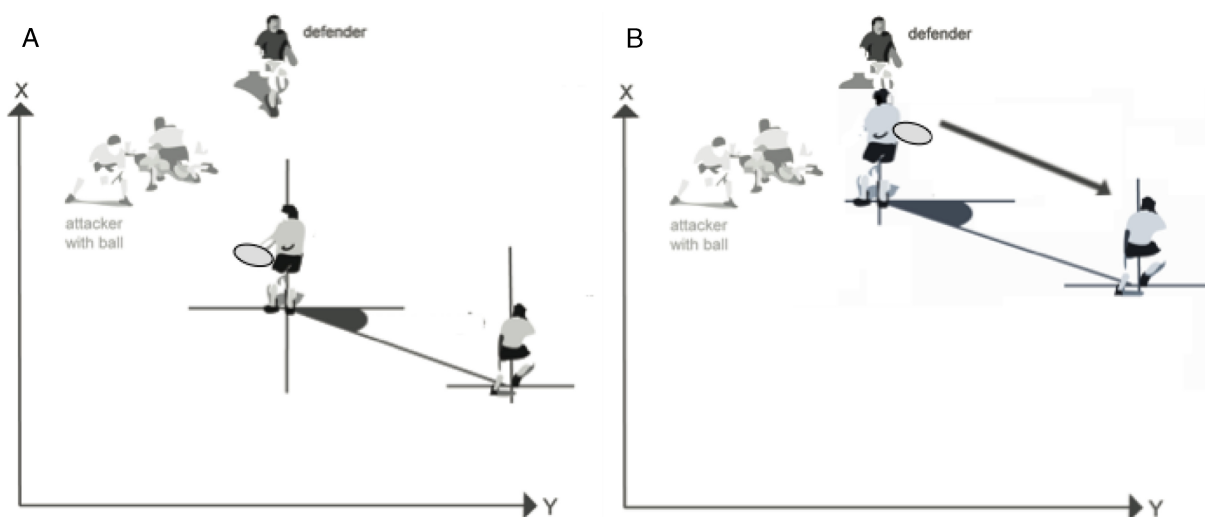 A
defender
X
attacker
with ball
Y
B
defender
X
attacker
with ball
Y